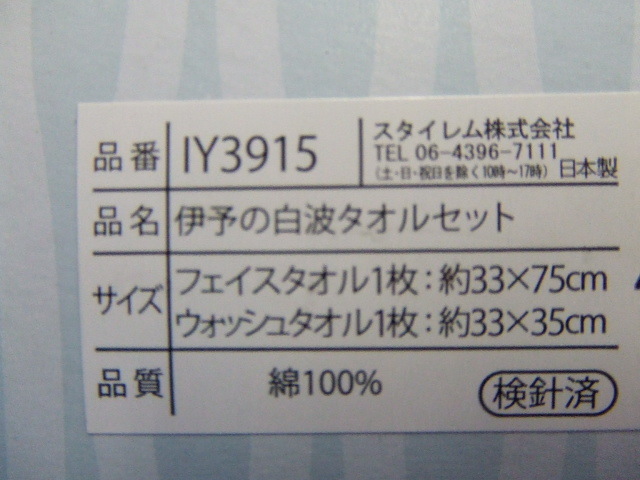 品番 IY3915 スタイレム株式会社
TEL 06-4396-7111
(土・日・祝日を除く10時～17時) 日本製
品名 伊予の白波タオルセット
サイズ フェイスタオル1枚：約33×75cm
ウォッシュタオル1枚：約33×35cm
品質 綿100% 検針済